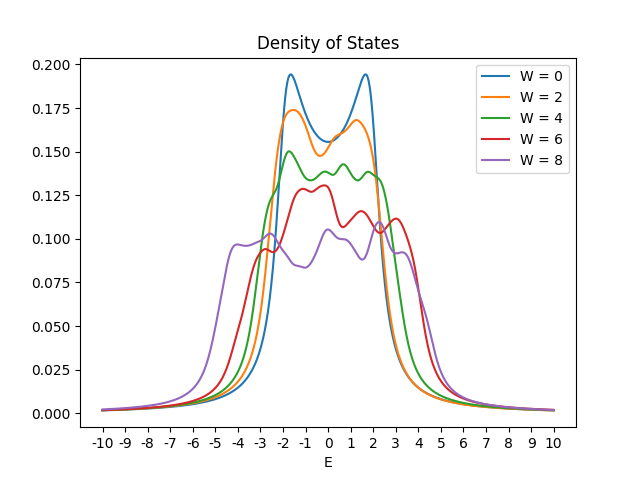 Density of States
0.200
0.175
0.150
0.125
0.100
0.075
0.050
0.025
0.000
W = 0
W = 2
W = 4
W = 6
W = 8
-10 -9 -8 -7 -6 -5 -4 -3 -2 -1 0 1 2 3 4 5 6 7 8 9 10
E